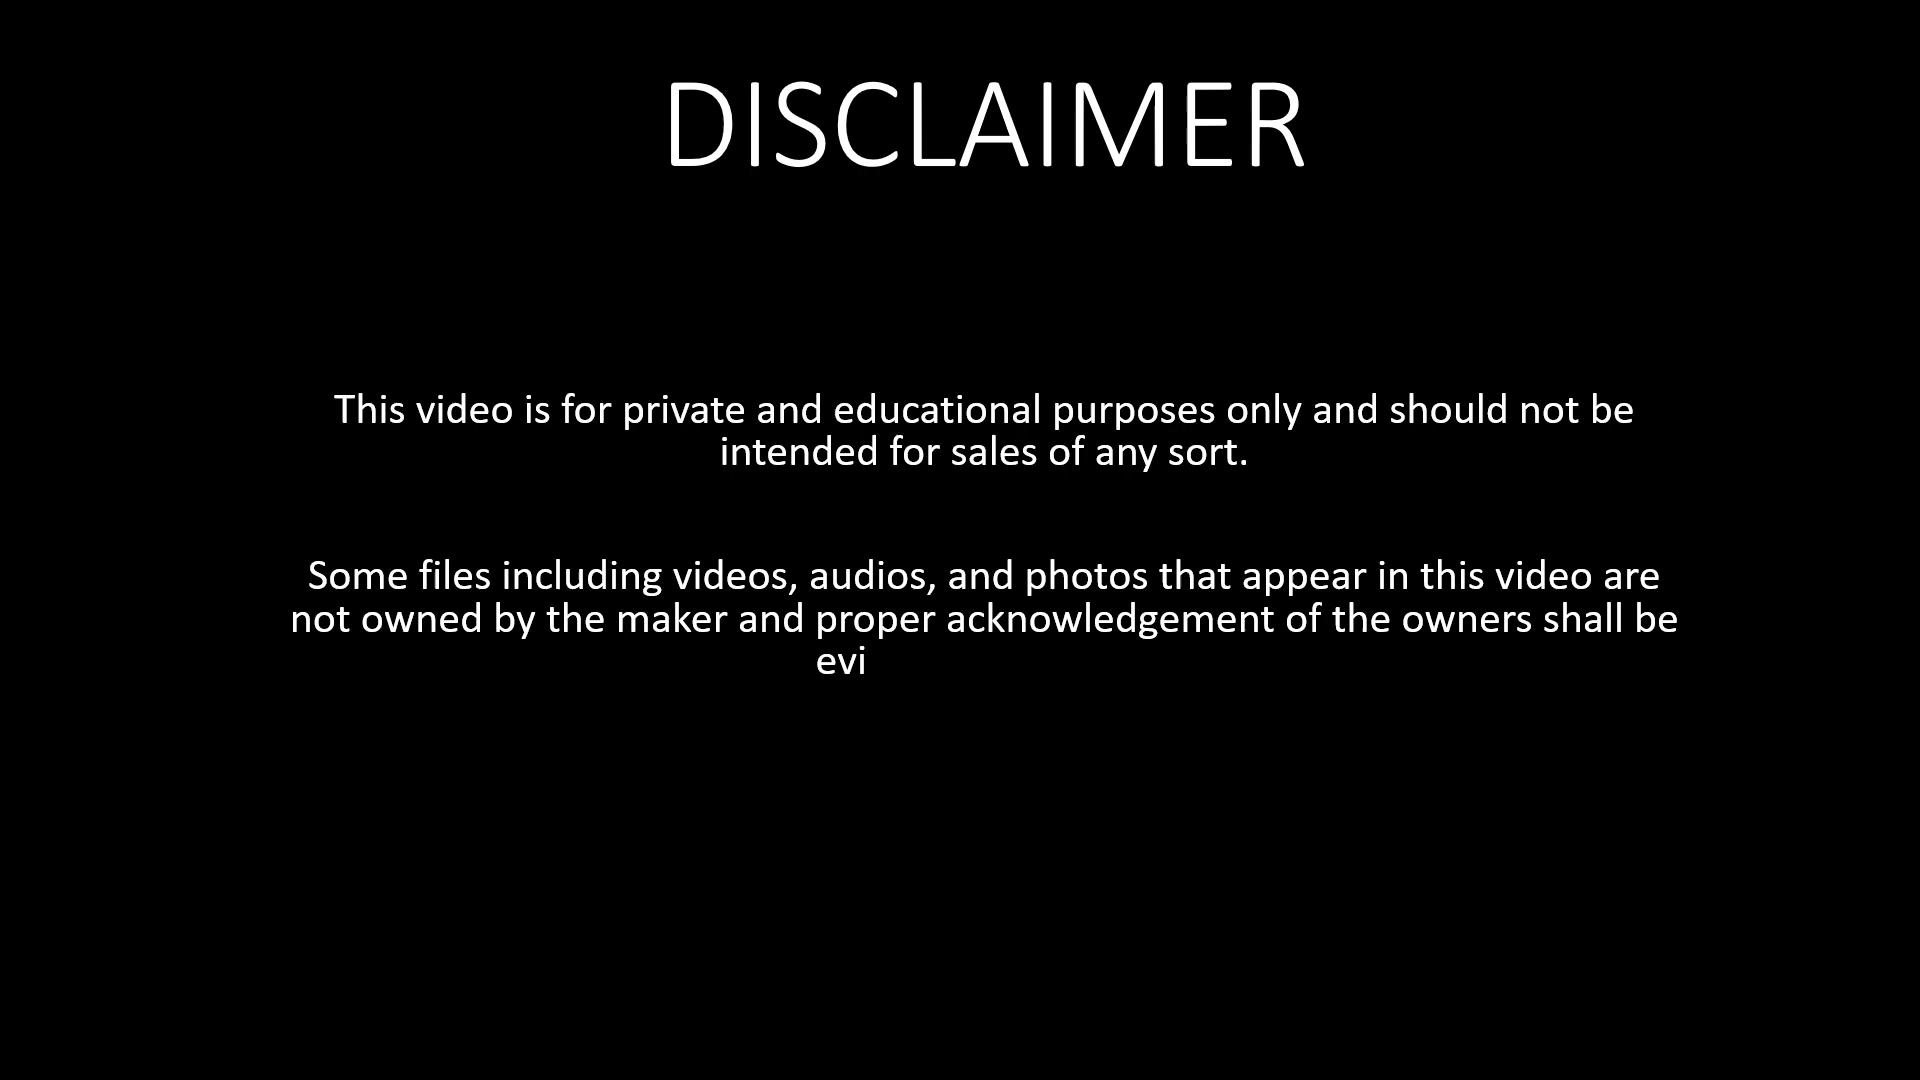 DISCLAIMER
This video is for private and educational purposes only and should not be
intended for sales of any sort.
Some files including videos, audios, and photos that appear in this video are
not owned by the maker and proper acknowledgement of the owners shall be
evi